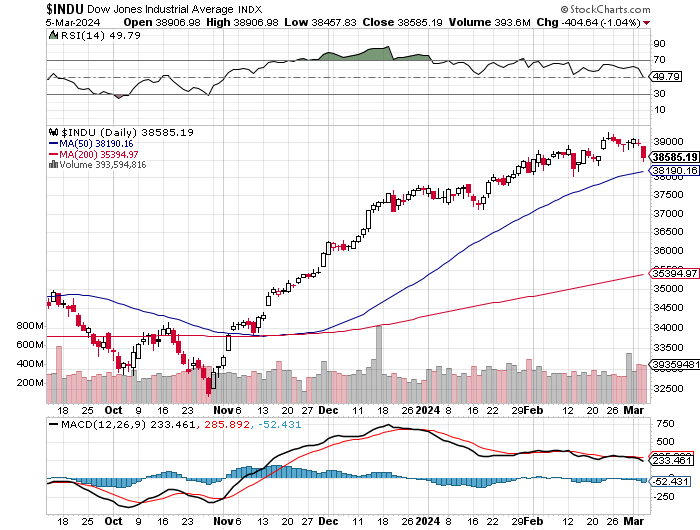 $INDU Dow Jones Industrial Average INDX © StockCharts.com
5-Mar-2024 Open 38906.98 High 38906.98 Low 38457.83 Close 38585.19 Volume 393.6M Chg -404.64 (-1.04%)
RSI(14) 49.79
90
70
49.79
30
10
$INDU (Daily) 38585.19
MA(50) 38190.16
MA(200) 35394.97
Volume 393,594,816
39000
38585.19
38190.16
38000
37500
37000
36500
36000
35394.97
35000
34500
800M 34000
600M 33500
400M 393594816
200M 32500
18 25 Oct 9 16 23 Nov 6 13 20 27 Dec 11 18 26 2024 8 16 22 29 Feb 12 20 26 Mar
MACD(12,26,9) 233.461, 285.892, -52.431
750
500
233.461
-52.431
-250
-500
18 25 Oct 9 16 23 Nov 6 13 20 27 Dec 11 18 26 2024 8 16 22 29 Feb 12 20 26 Mar